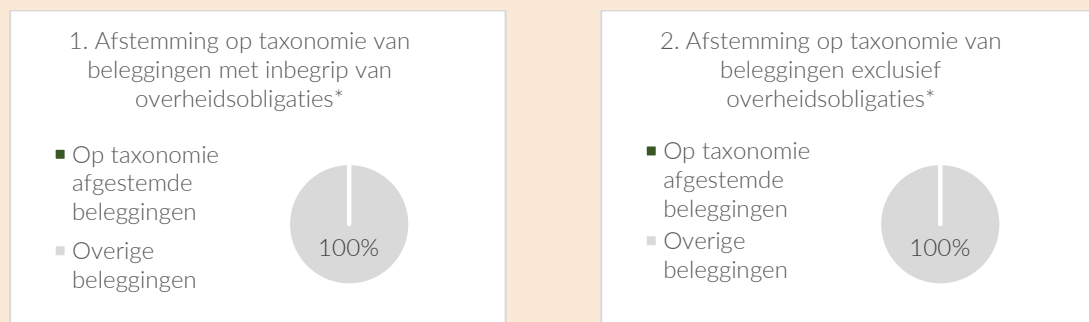 1. Afstemming op taxonomie van
beleggingen met inbegrip van
overheidsobligaties*
Op taxonomie
afgestemde
beleggingen
Overige
beleggingen
100%
2. Afstemming op taxonomie van
beleggingen exclusief
overheidsobligaties*
Op taxonomie
afgestemde
beleggingen
Overige
beleggingen
100%